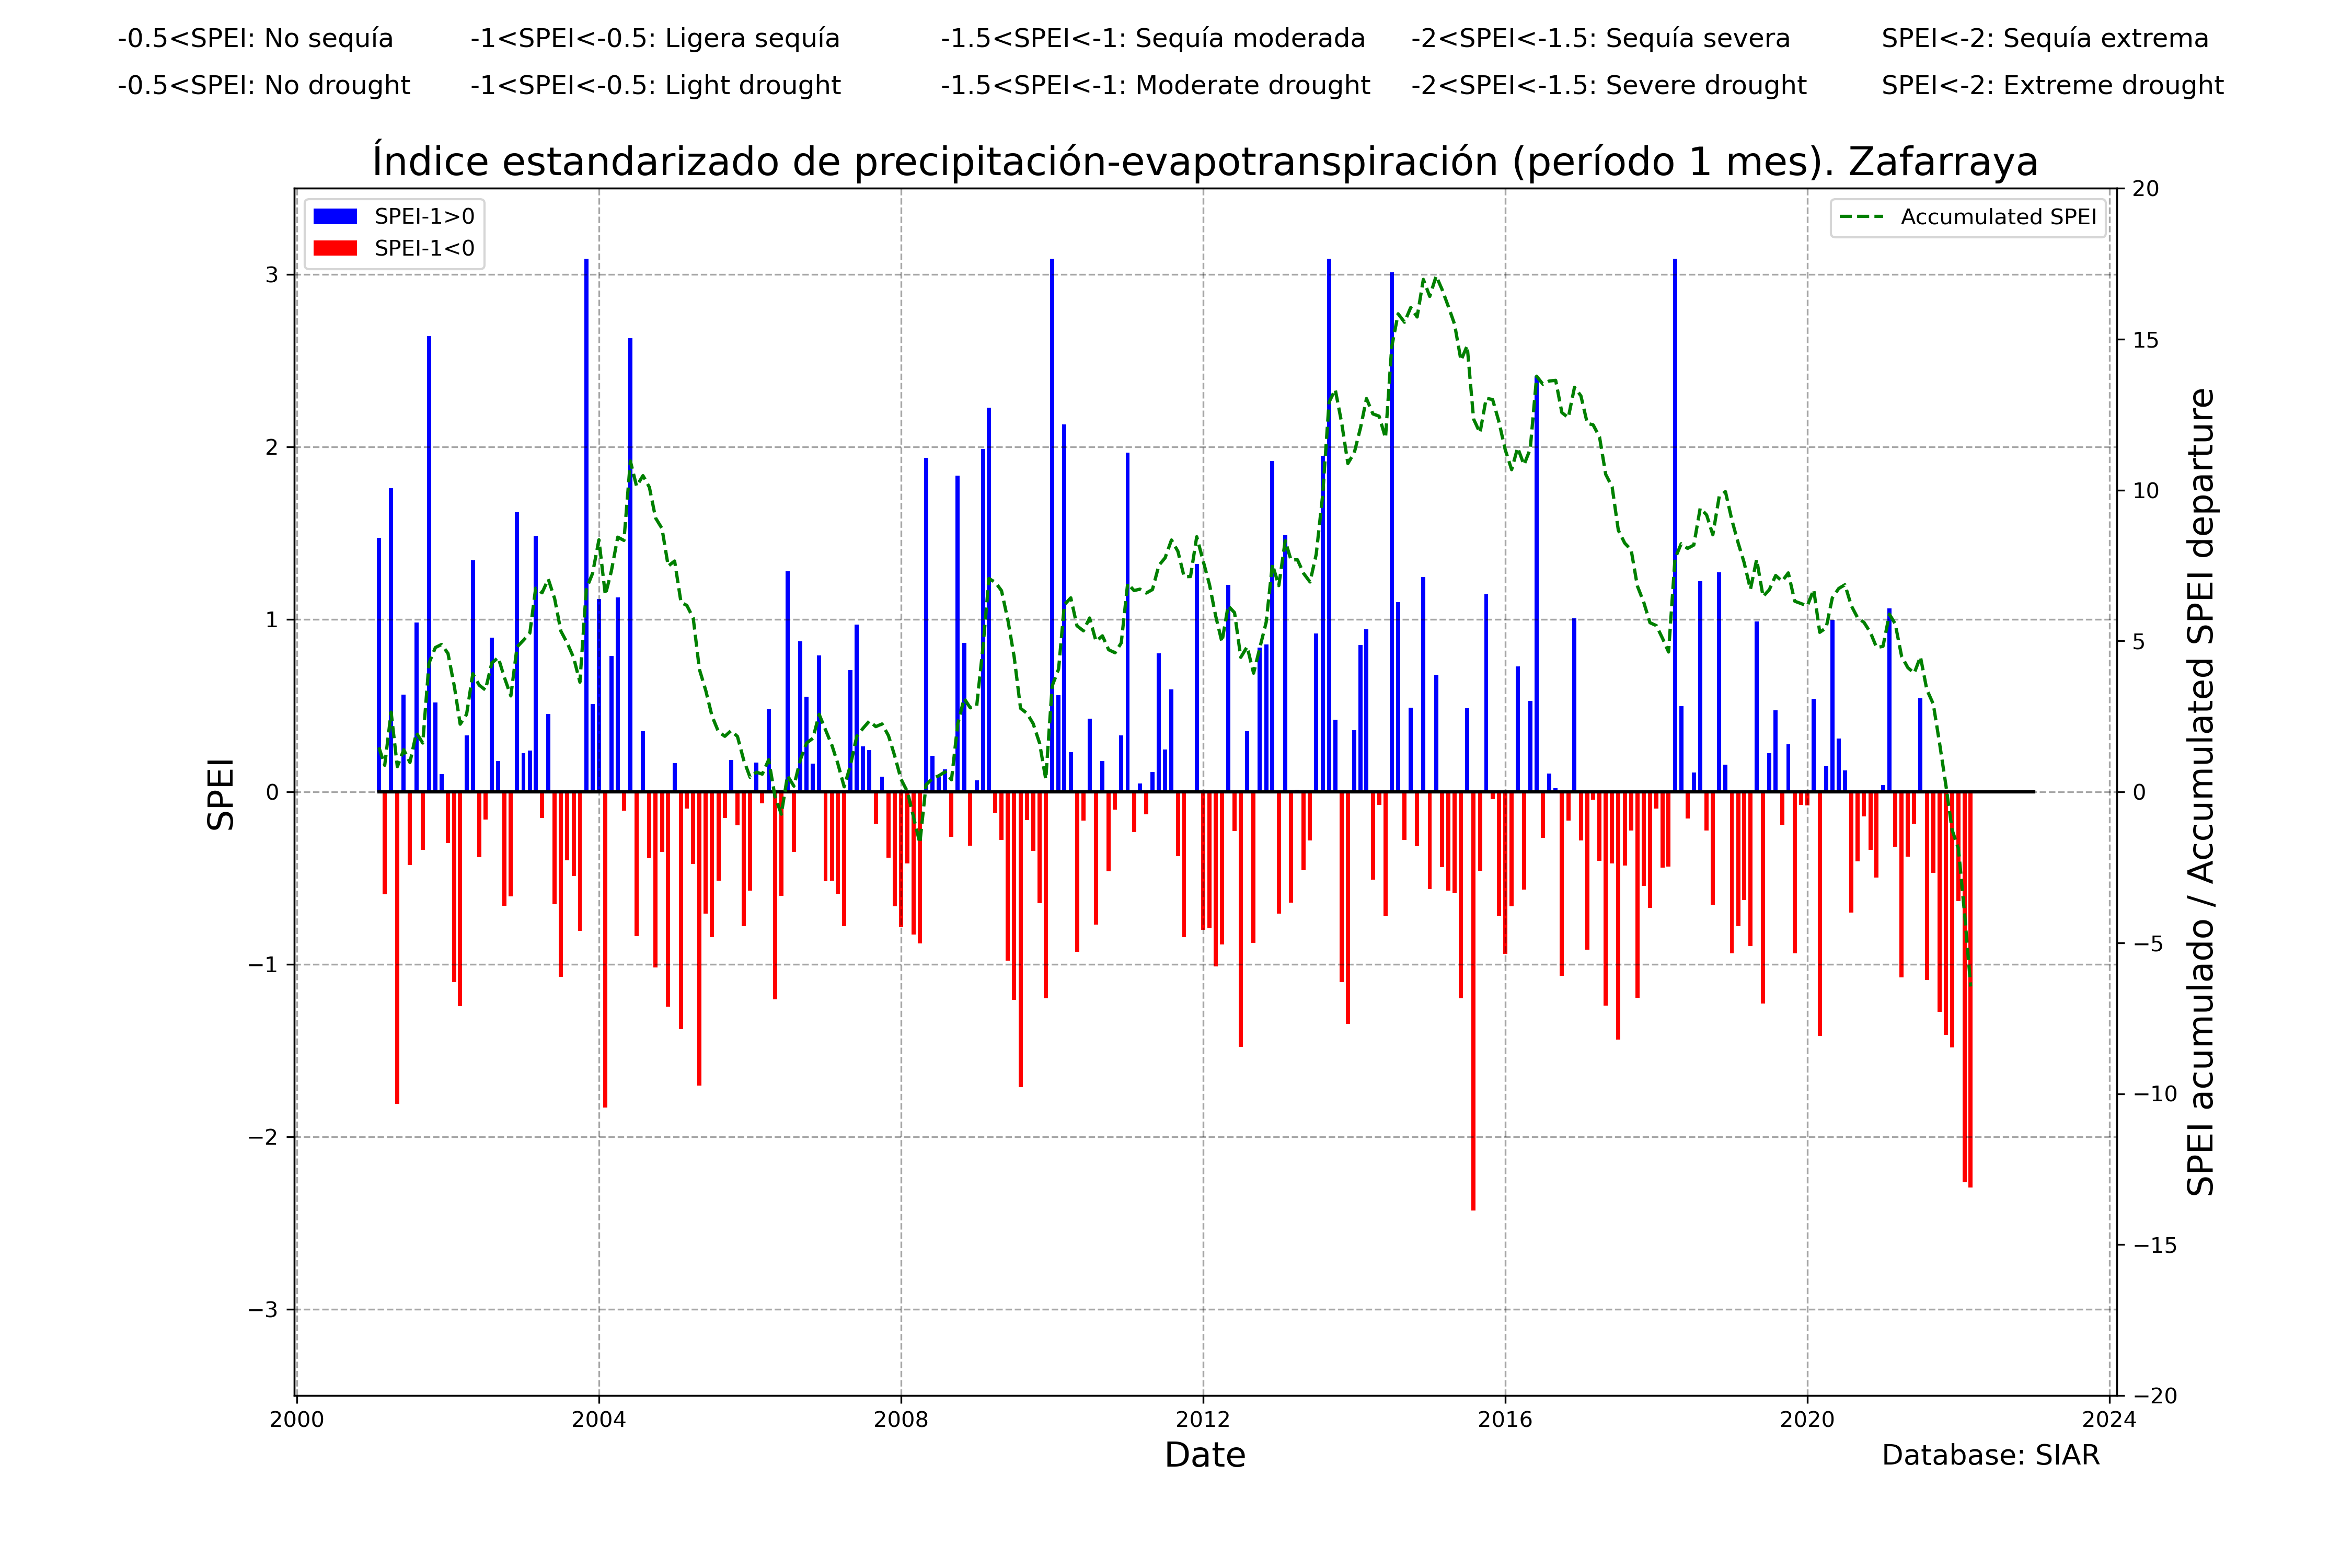 -0.5<SPEI: No sequía -1<SPEI<-0.5: Ligera sequía -1.5<SPEI<-1: Sequía moderada -2<SPEI<-1.5: Sequía severa SPEI<-2: Sequía extrema
-0.5<SPEI: No drought -1<SPEI<-0.5: Light drought -1.5<SPEI<-1: Moderate drought -2<SPEI<-1.5: Severe drought SPEI<-2: Extreme drought
Índice estandarizado de precipitación-evapotranspiración (período 1 mes). Zafarraya
SPEI-1>0
SPEI-1<0
Accumulated SPEI
SPEI
3
2
1
0
−1
−2
−3
20
15
10
5
0
−5
−10
−15
−20
SPEI acumulado / Accumulated SPEI departure
2000 2004 2008 2012 2016 2020 2024
Date
Database: SIAR